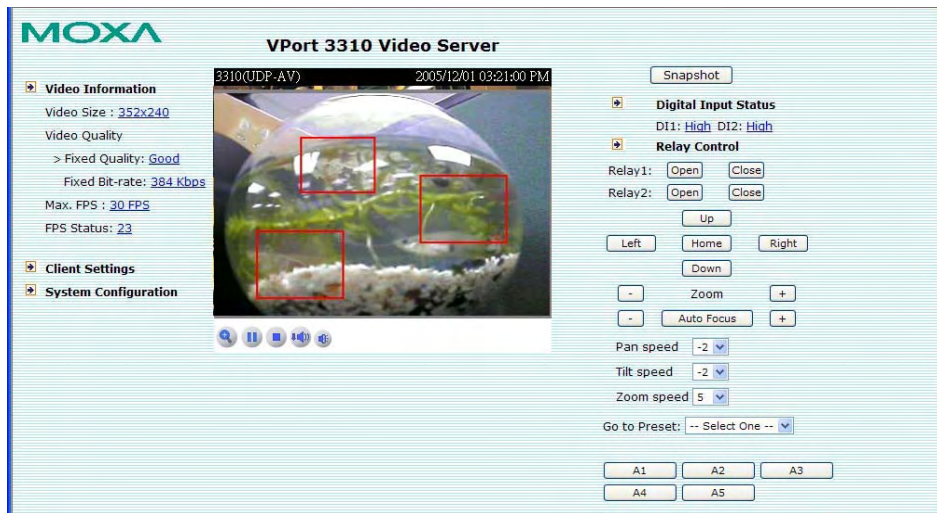 MOXA
VPort 3310 Video Server
Video Information
Video Size : 352x240
Video Quality
> Fixed Quality: Good
Fixed Bit-rate: 384 Kbps
Max. FPS : 30 FPS
FPS Status: 23
Client Settings
System Configuration
3310(UDP-AV) 2005/12/01 03:21:00 PM
Snapshot
Digital Input Status
DI1: High DI2: High
Relay Control
Relay1: Open Close
Relay2: Open Close
Up
Left Home Right
Down
- Zoom +
- Auto Focus +
Pan speed -2
Tilt speed -2
Zoom speed 5
Go to Preset: -- Select One --
A1 A2 A3
A4 A5